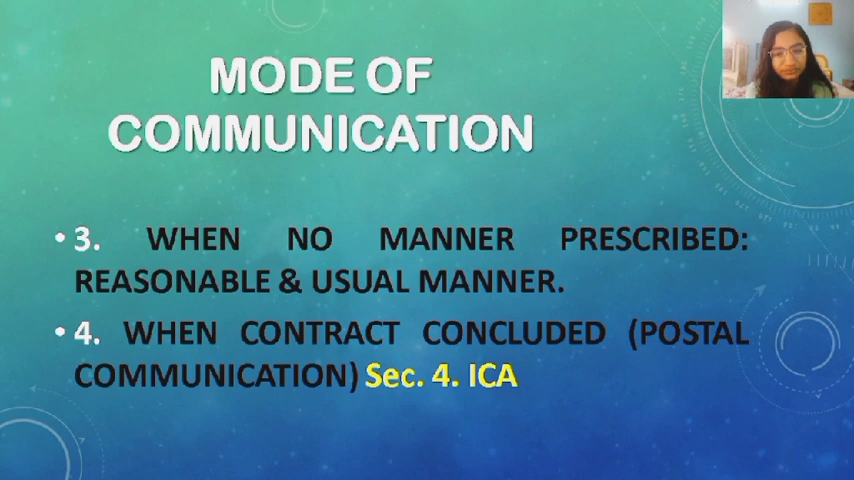 MODE OF
COMMUNICATION
• 3. WHEN NO MANNER PRESCRIBED:
REASONABLE & USUAL MANNER.
• 4. WHEN CONTRACT CONCLUDED (POSTAL
COMMUNICATION) Sec. 4. ICA